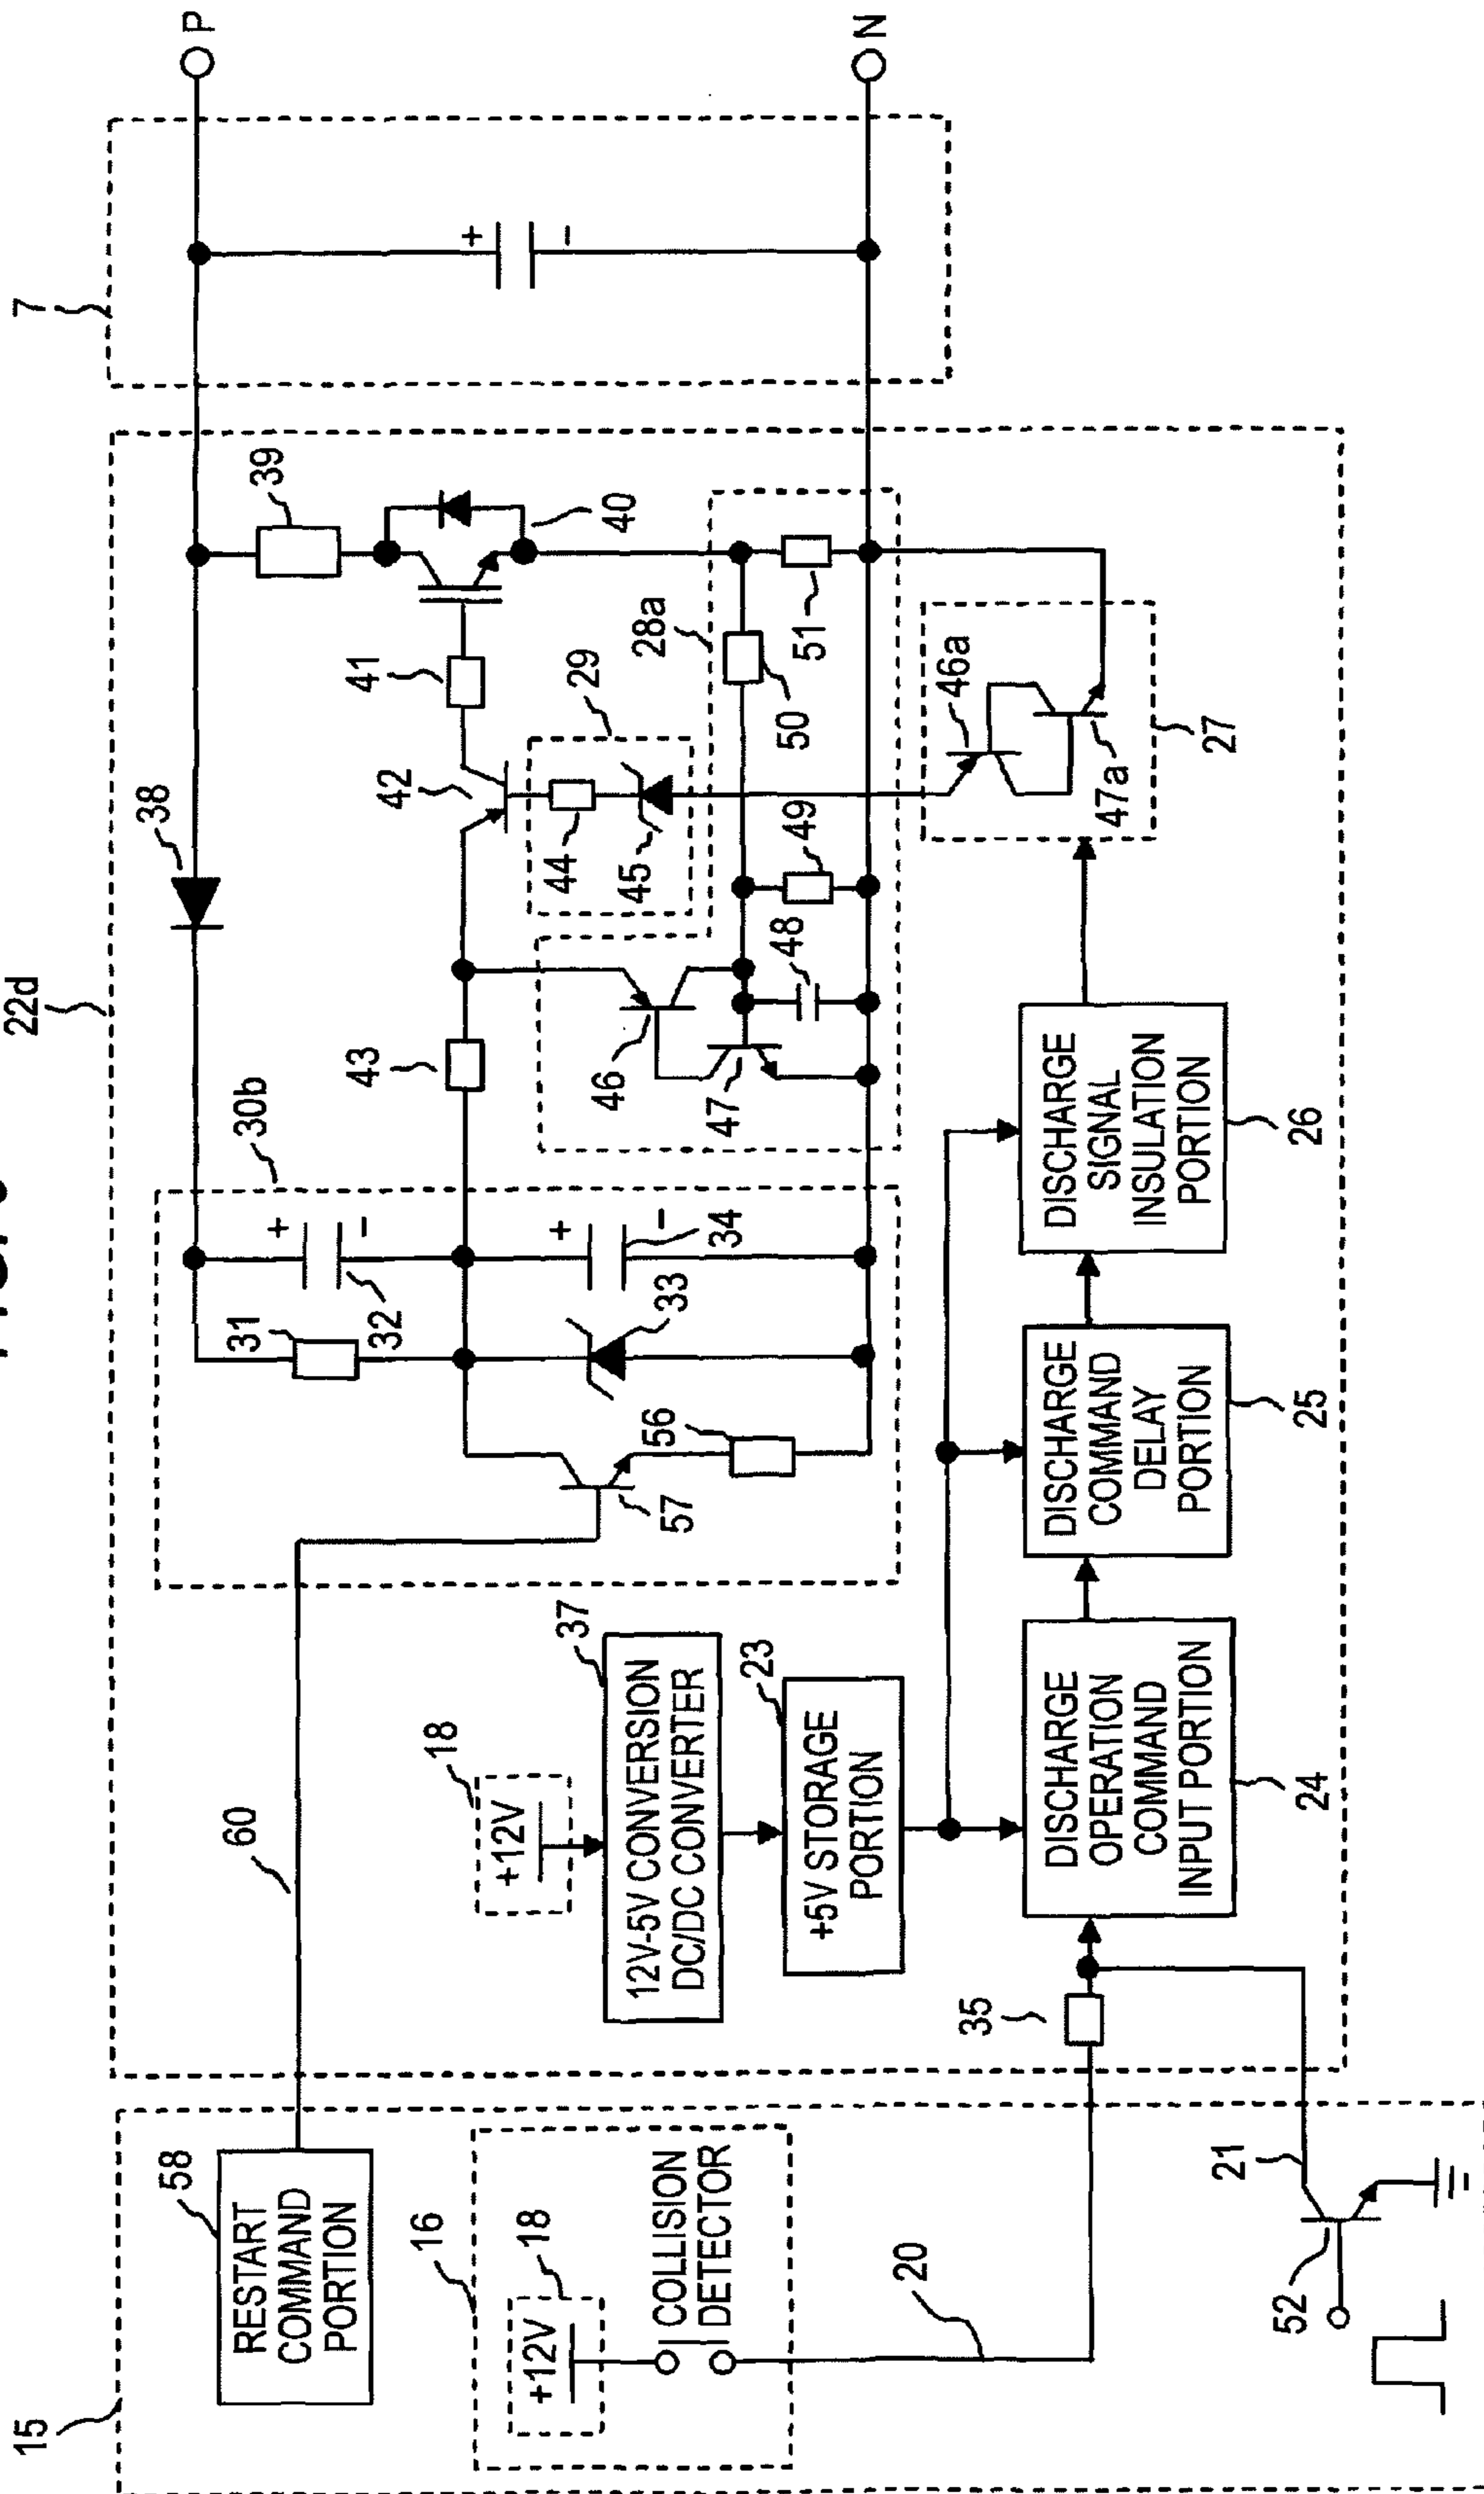 22d
7
P
N
38
39
40
41
42
43
29
28a
44
45
46
47
48
49
50
51
46a
47a
27
30b
31
32
+
−
+
−
+
−
34
33
56
57
60
58
RESTART
COMMAND
PORTION
15
16
18
+12V
COLLISION
DETECTOR
20
21
52
35
18
+12V
37
12V-5V CONVERSION
DC/DC CONVERTER
23
+5V STORAGE
PORTION
DISCHARGE
OPERATION
COMMAND
INPUT PORTION
24
DISCHARGE
COMMAND
DELAY
PORTION
25
DISCHARGE
SIGNAL
INSULATION
PORTION
26